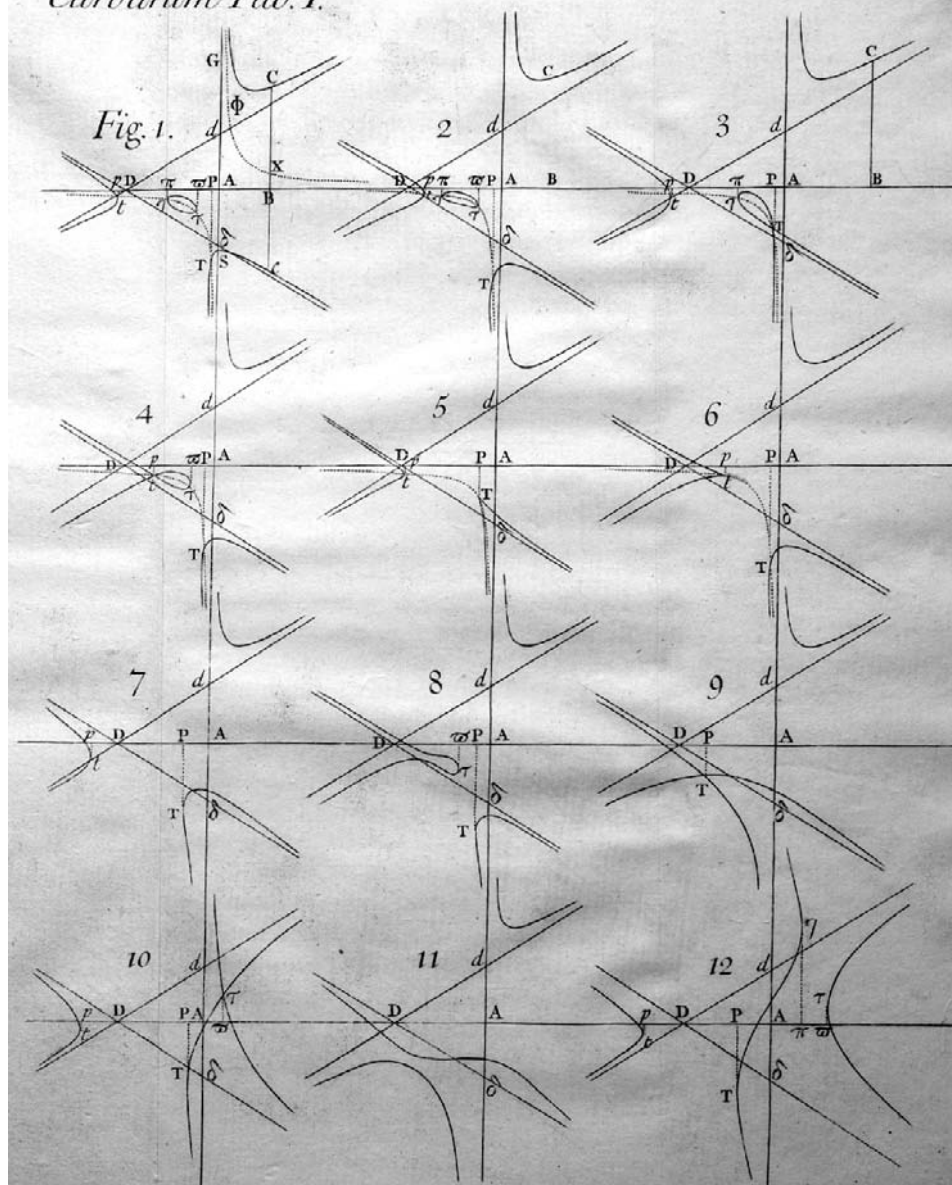 Curvarum Tab. I.
G C C C
Φ
Fig. 1. d 2 d 3 d
X
p D π ϖ P A D p π ϖ P A B p D π P A B
B
t η τ η τ t η T
δ δ δ
T S c T
4 d 5 d 6 d
D p ϖ P A D p P A D p P A
t τ t T t
δ δ δ
T T
7 d 8 d 9 d
p D P A D ϖ P A D P A
t τ T
T δ T δ δ
10 d 11 d 12 d η
p D P A τ ϖ D A p D P A τ π ϖ
t t
T δ δ T δ